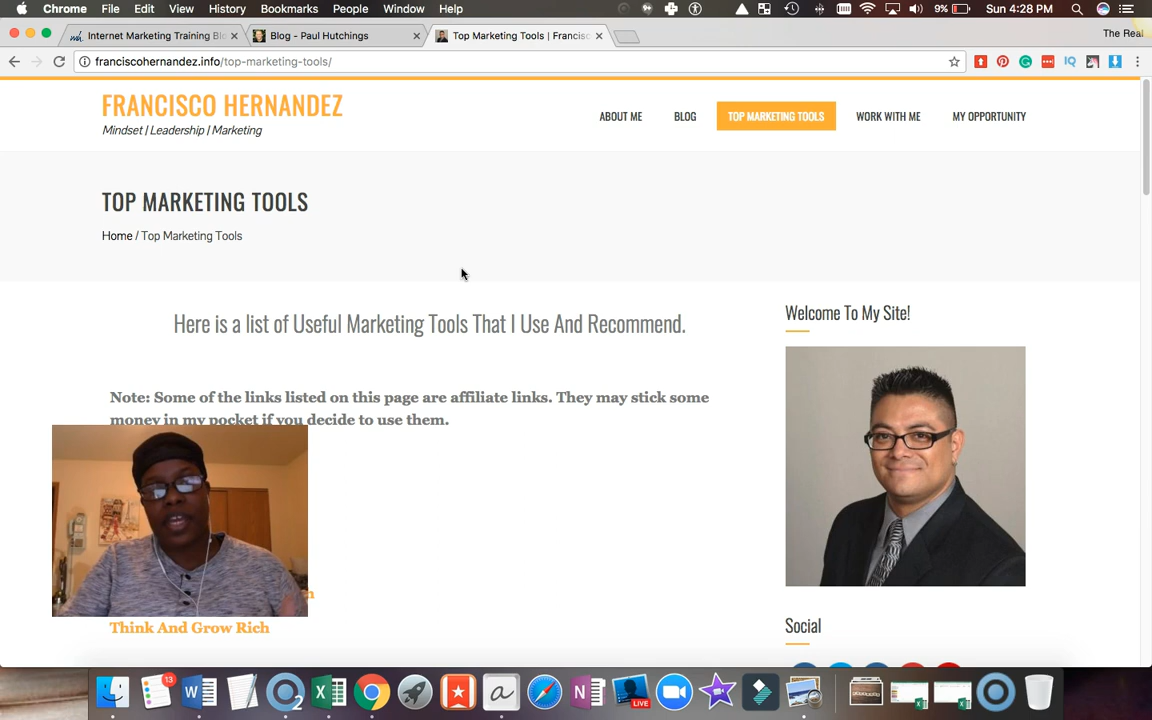 Chrome File Edit View History Bookmarks People Window Help 9% Sun 4:28 PM
Internet Marketing Training Bl Blog - Paul Hutchings Top Marketing Tools | Francis The Real
franciscohernandez.info/top-marketing-tools/
FRANCISCO HERNANDEZ
Mindset | Leadership | Marketing
ABOUT ME BLOG TOP MARKETING TOOLS WORK WITH ME MY OPPORTUNITY
TOP MARKETING TOOLS
Home / Top Marketing Tools
Here is a list of Useful Marketing Tools That I Use And Recommend.
Welcome To My Site!
Note: Some of the links listed on this page are affiliate links. They may stick some
money in my pocket if you decide to use them.
n
Think And Grow Rich
Social
13
2
LIVE